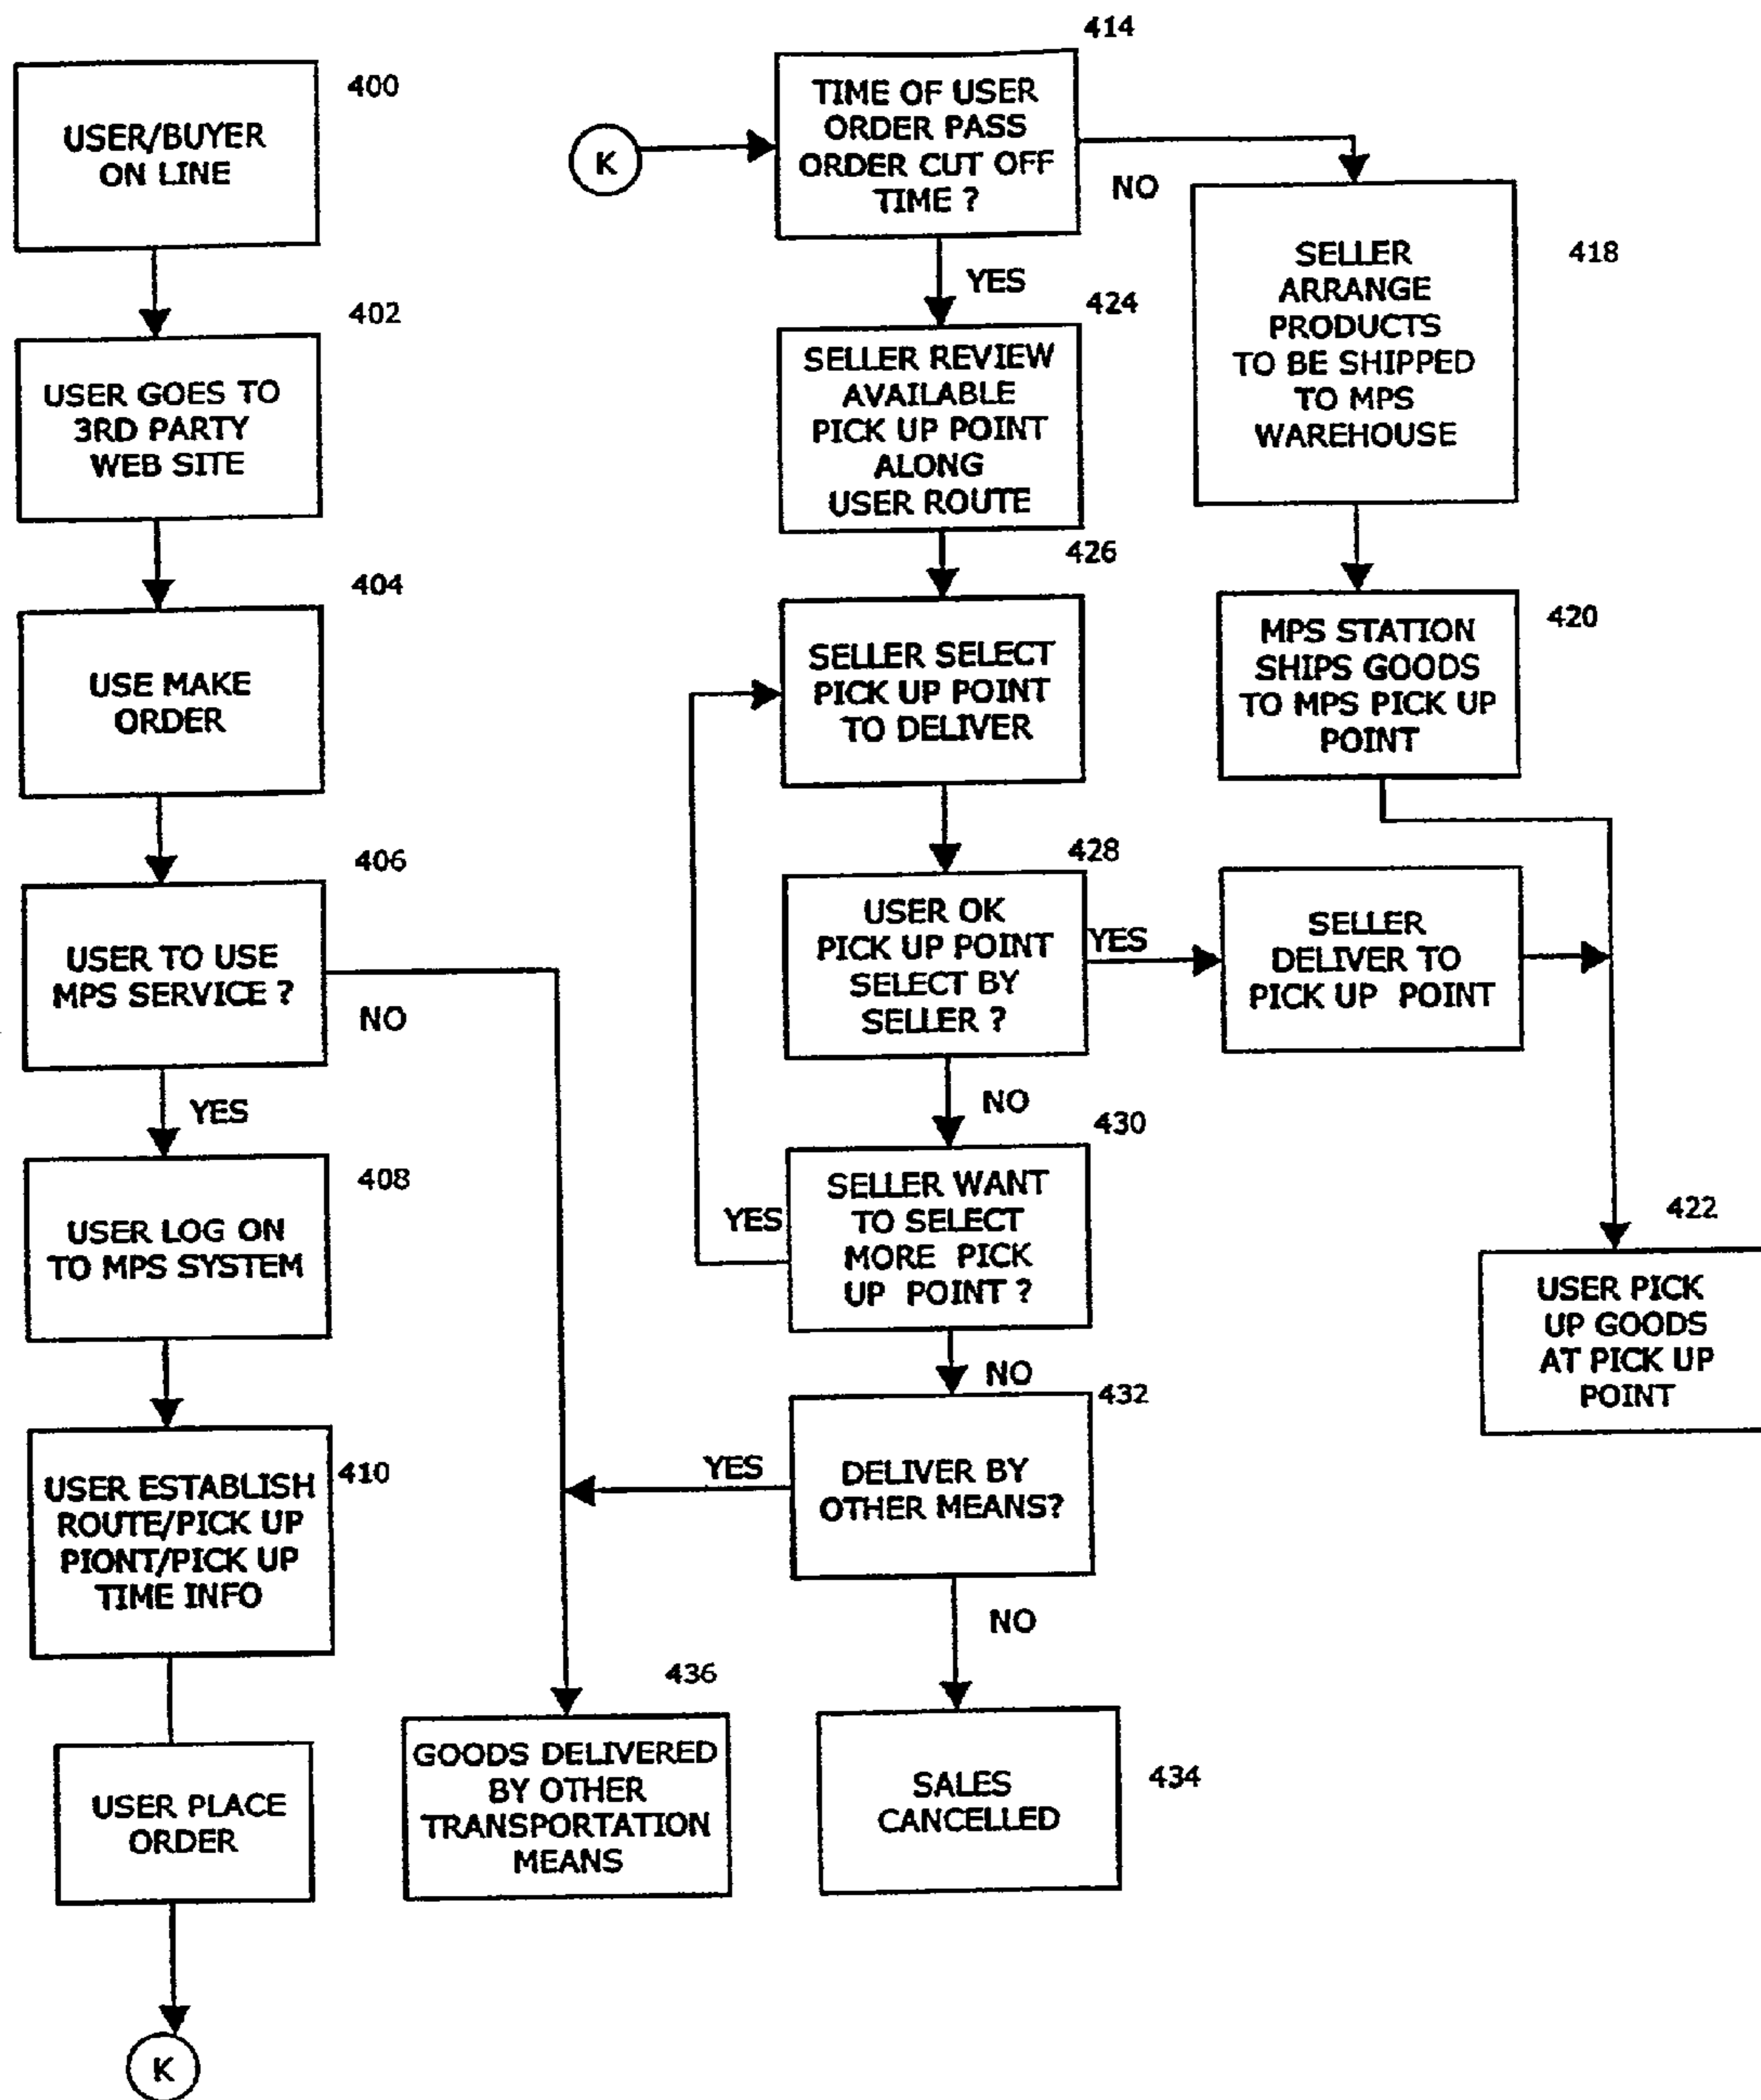 400
USER/BUYER
ON LINE
402
USER GOES TO
3RD PARTY
WEB SITE
404
USE MAKE
ORDER
406
USER TO USE
MPS SERVICE ?
NO
YES
408
USER LOG ON
TO MPS SYSTEM
410
USER ESTABLISH
ROUTE/PICK UP
PIONT/PICK UP
TIME INFO
USER PLACE
ORDER
K
K
414
TIME OF USER
ORDER PASS
ORDER CUT OFF
TIME ?
NO
YES
424
SELLER REVIEW
AVAILABLE
PICK UP POINT
ALONG
USER ROUTE
426
SELLER SELECT
PICK UP POINT
TO DELIVER
428
USER OK
PICK UP POINT
SELECT BY
SELLER ?
YES
NO
430
SELLER WANT
TO SELECT
MORE PICK
UP POINT ?
YES
NO
432
DELIVER BY
OTHER MEANS?
YES
NO
436
GOODS DELIVERED
BY OTHER
TRANSPORTATION
MEANS
SALES
CANCELLED
434
418
SELLER
ARRANGE
PRODUCTS
TO BE SHIPPED
TO MPS
WAREHOUSE
420
MPS STATION
SHIPS GOODS
TO MPS PICK UP
POINT
SELLER
DELIVER TO
PICK UP POINT
422
USER PICK
UP GOODS
AT PICK UP
POINT